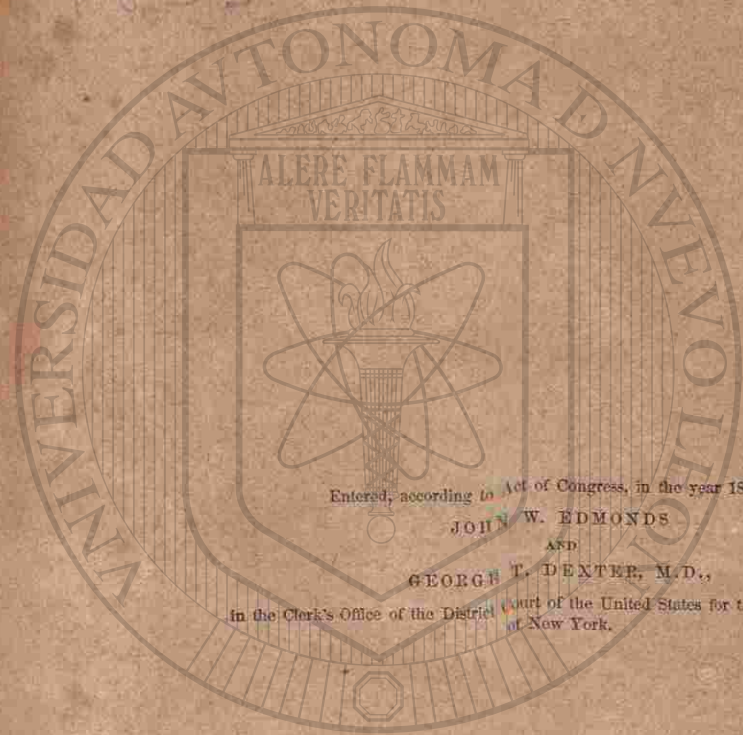 UNIVERSIDAD AVTONOMA D NVEVO LEON
ALERE FLAMMAM
VERITATIS
Entered, according to Act of Congress, in the year 18
JOHN W. EDMONDS
AND
GEORGE T. DEXTER, M.D.,
in the Clerk's Office of the District Court of the United States for t
of New York.